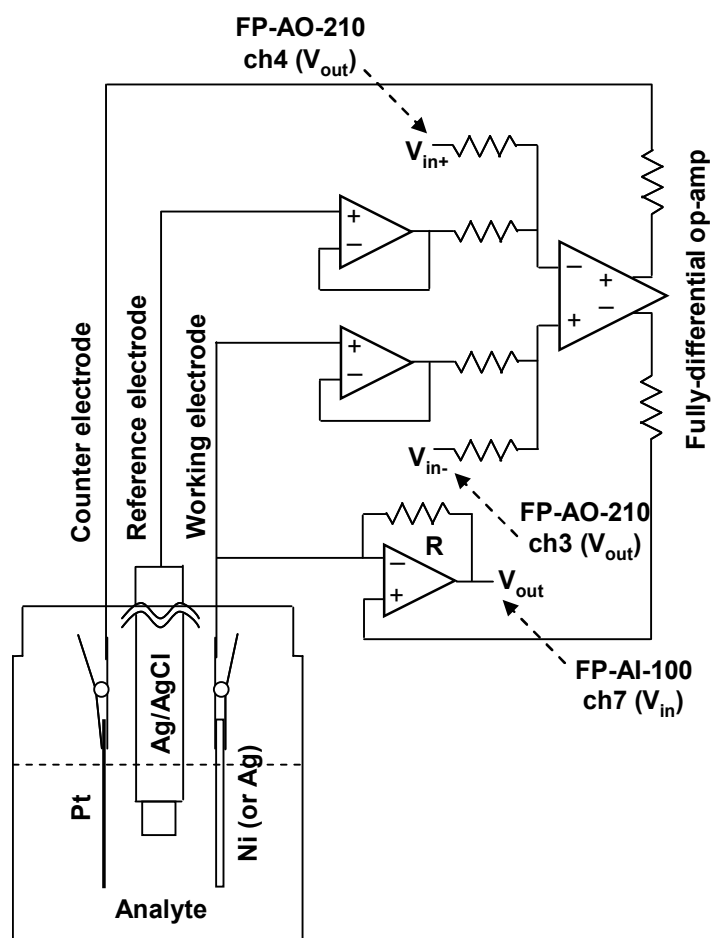 FP-AO-210
ch4 (Vout)
Vin+
+
−
−
+
−
+
+
−
Vin-
FP-AO-210
ch3 (Vout)
R
−
+
Vout
FP-AI-100
ch7 (Vin)
Fully-differential op-amp
Counter electrode
Reference electrode
Working electrode
Ag/AgCl
Pt
Ni (or Ag)
Analyte